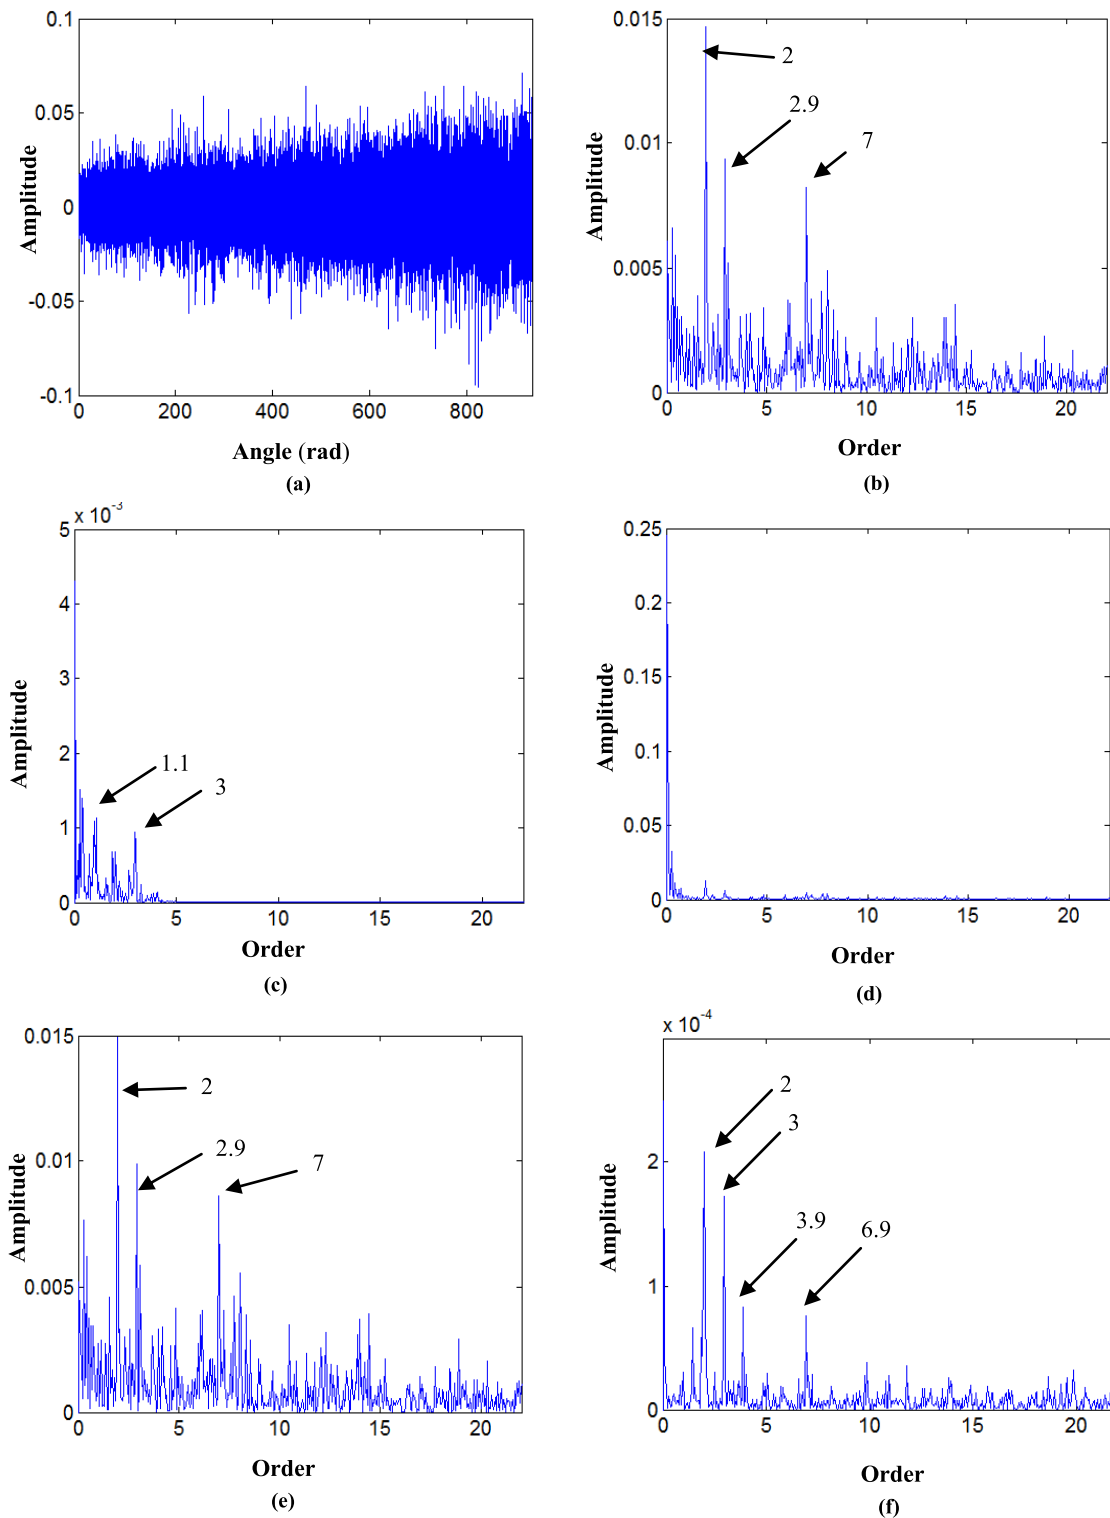 0.1
0.05
0
-0.05
-0.1
0 200 400 600 800
Amplitude
Angle (rad)
(a)
0.015
0.01
0.005
0
0 5 10 15 20
Amplitude
2
2.9
7
Order
(b)
x 10⁻³
5
4
3
2
1
0
0 5 10 15 20
Amplitude
1.1
3
Order
(c)
0.25
0.2
0.15
0.1
0.05
0
0 5 10 15 20
Amplitude
Order
(d)
0.015
0.01
0.005
0
0 5 10 15 20
Amplitude
2
2.9
7
Order
(e)
x 10⁻⁴
2
1
0
0 5 10 15 20
Amplitude
2
3
3.9
6.9
Order
(f)